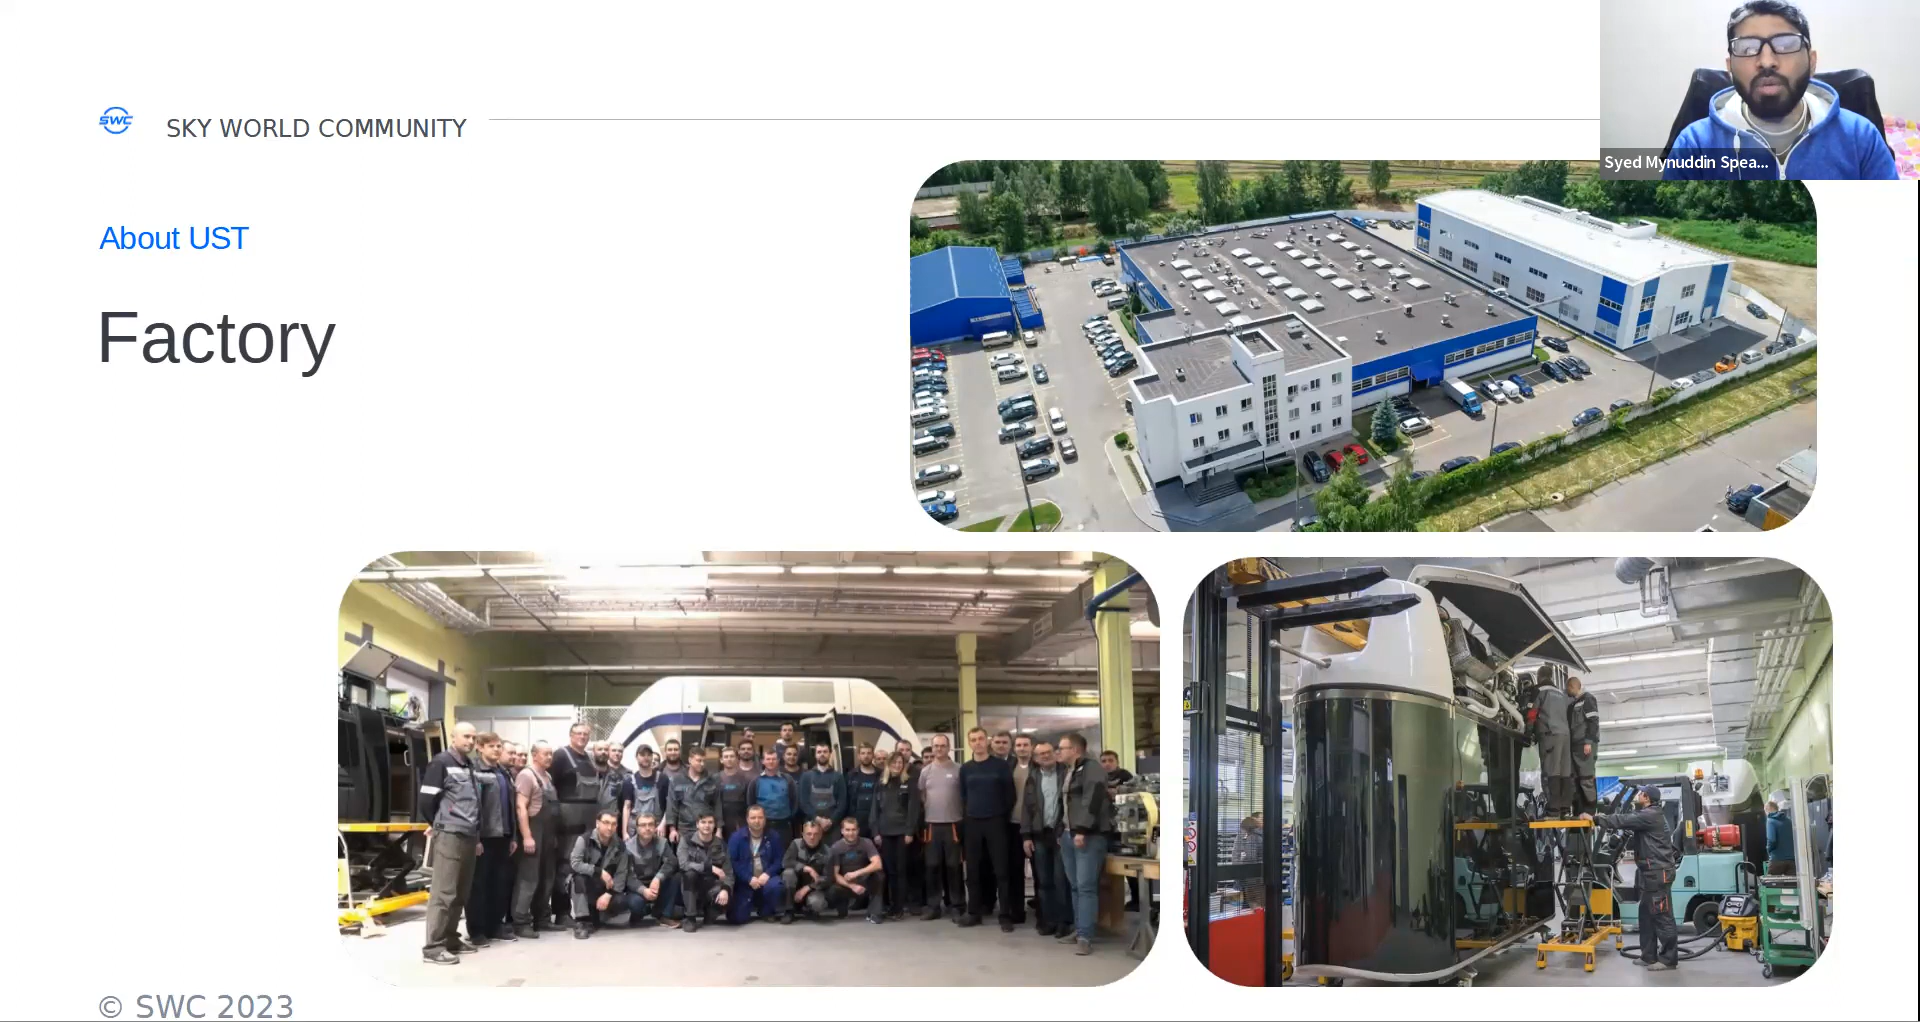 SWC
SKY WORLD COMMUNITY
Syed Mynuddin Spea...
About UST
Factory
© SWC 2023